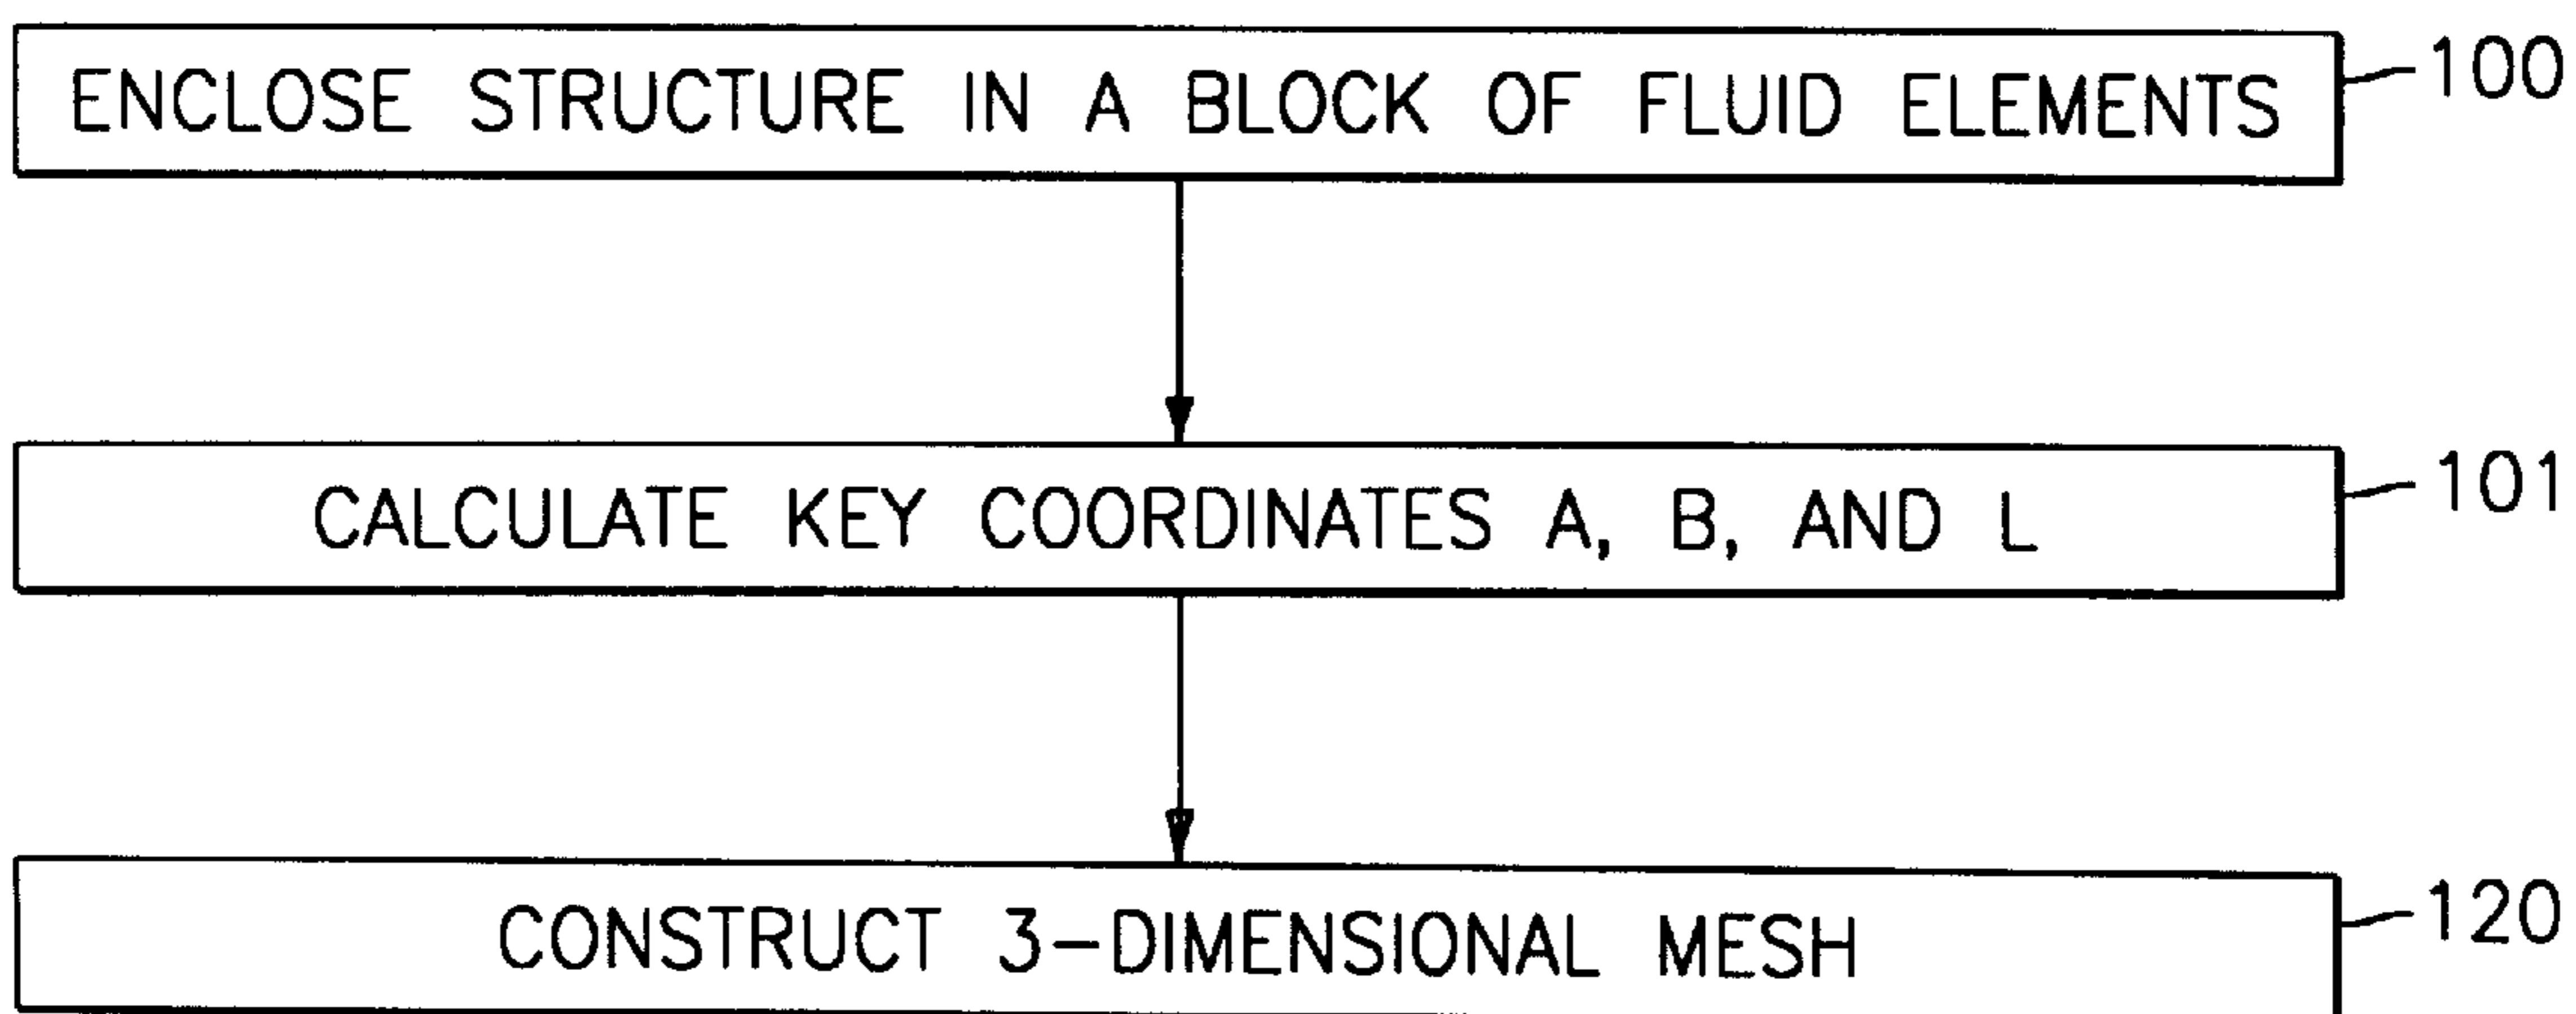 ENCLOSE STRUCTURE IN A BLOCK OF FLUID ELEMENTS 100
CALCULATE KEY COORDINATES A, B, AND L 101
CONSTRUCT 3-DIMENSIONAL MESH 120